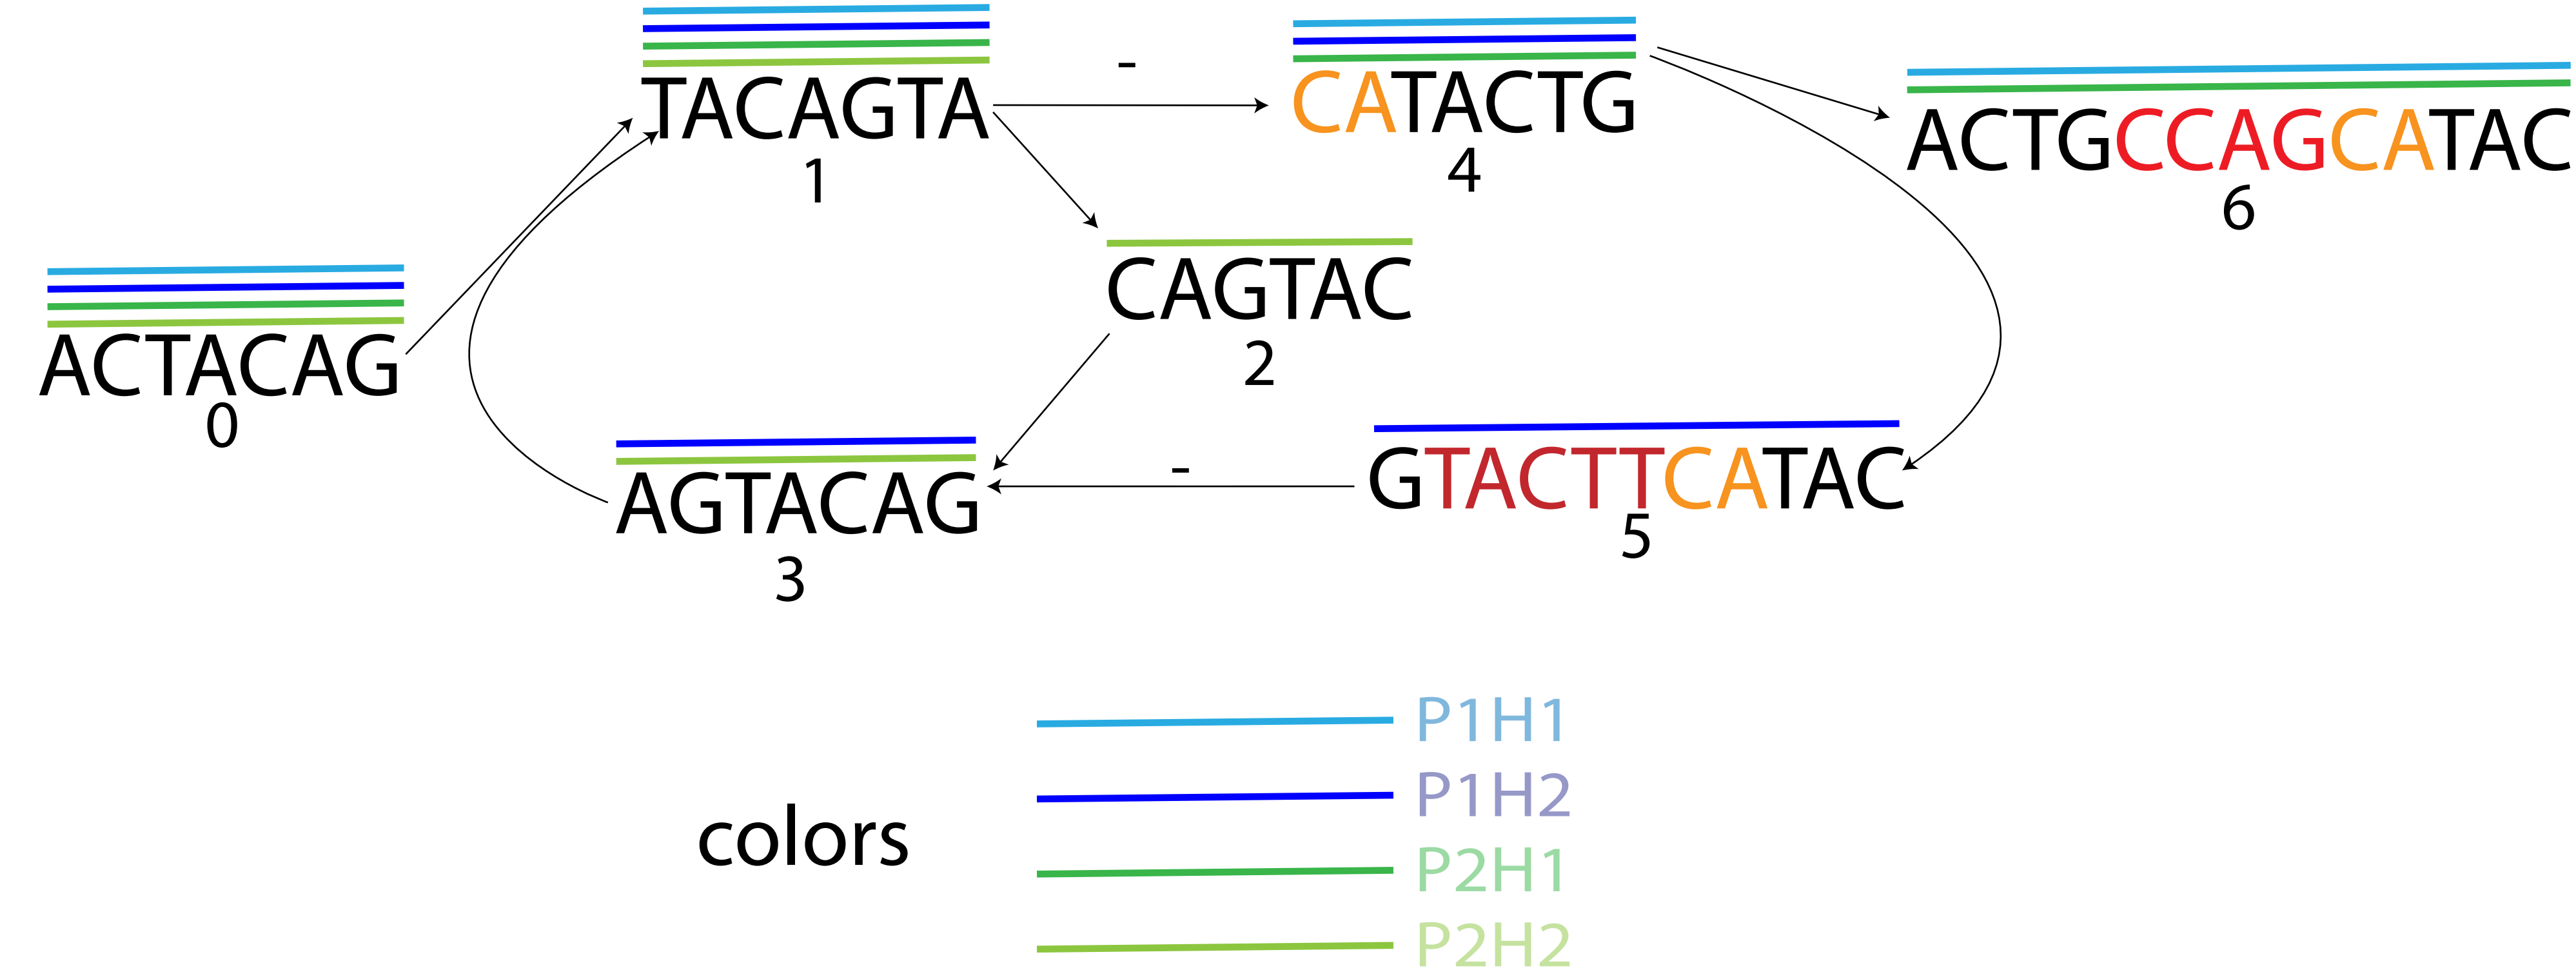 TACAGTA
1
-
CATACTG
4
ACTGCCAGCATAC
6
ACTACAG
0
CAGTAC
2
AGTACAG
3
-
GTACTTCATAC
5
colors
P1H1
P1H2
P2H1
P2H2